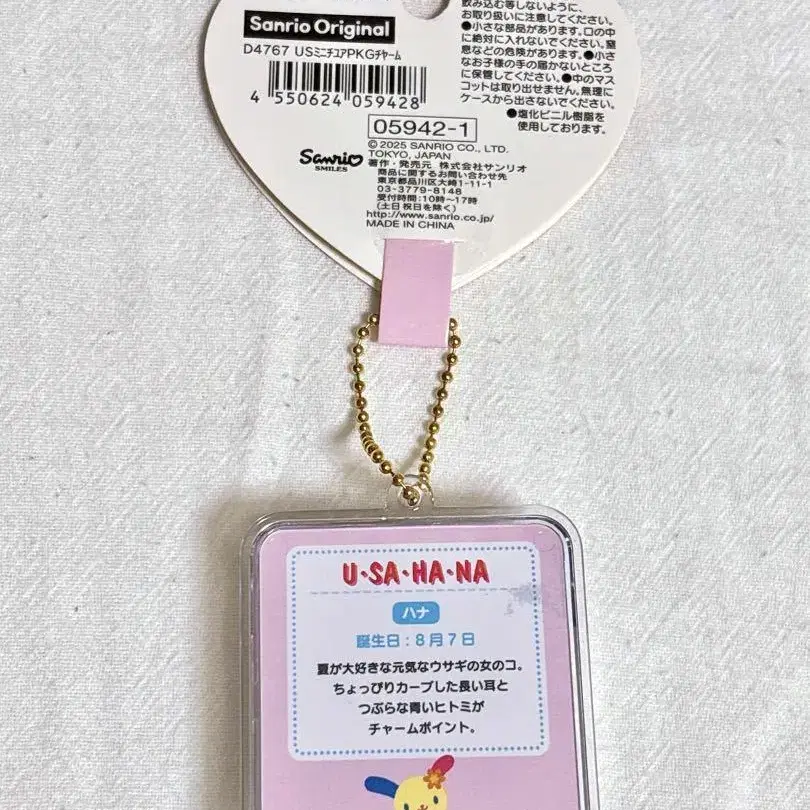 飲み込む等しないように、
お取り扱いに注意してください。
●小さな部品があります。口の中
に絶対に入れないでください。窒
息などの危険があります。●小さ
なお子様の手の届かないところ
に保管してください。●中のマス
コットは取り出せません。無理に
ケースから出さないでください。
●塩化ビニル樹脂を
使用しております。
Sanrio Original
D4767 USミニチュアPKGチャーム
4 550624 059428
05942-1
© 2025 SANRIO CO., LTD.
TOKYO, JAPAN
著作・発売元 株式会社サンリオ
商品に関するお問い合わせ先
東京都品川区大崎1-11-1
03-3779-8148
受付時間:10時〜17時
(土日祝日を除く)
http://www.sanrio.co.jp/
MADE IN CHINA
Sanrio
SMILES
U・SA・HA・NA
ハナ
誕生日:8月7日
夏が大好きな元気なウサギの女のコ。
ちょっぴりカーブした長い耳と
つぶらな青いヒトミが
チャームポイント。